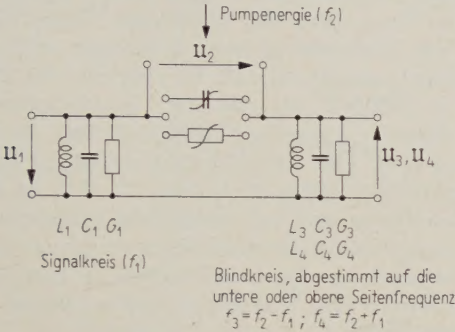 Pumpenergie (f₂)
𝔘₂
𝔘₁
𝔘₃, 𝔘₄
L₁ C₁ G₁
L₃ C₃ G₃
L₄ C₄ G₄
Signalkreis (f₁)
Blindkreis, abgestimmt auf die
untere oder obere Seitenfrequenz
f₃ = f₂ - f₁ ; f₄ = f₂ + f₁